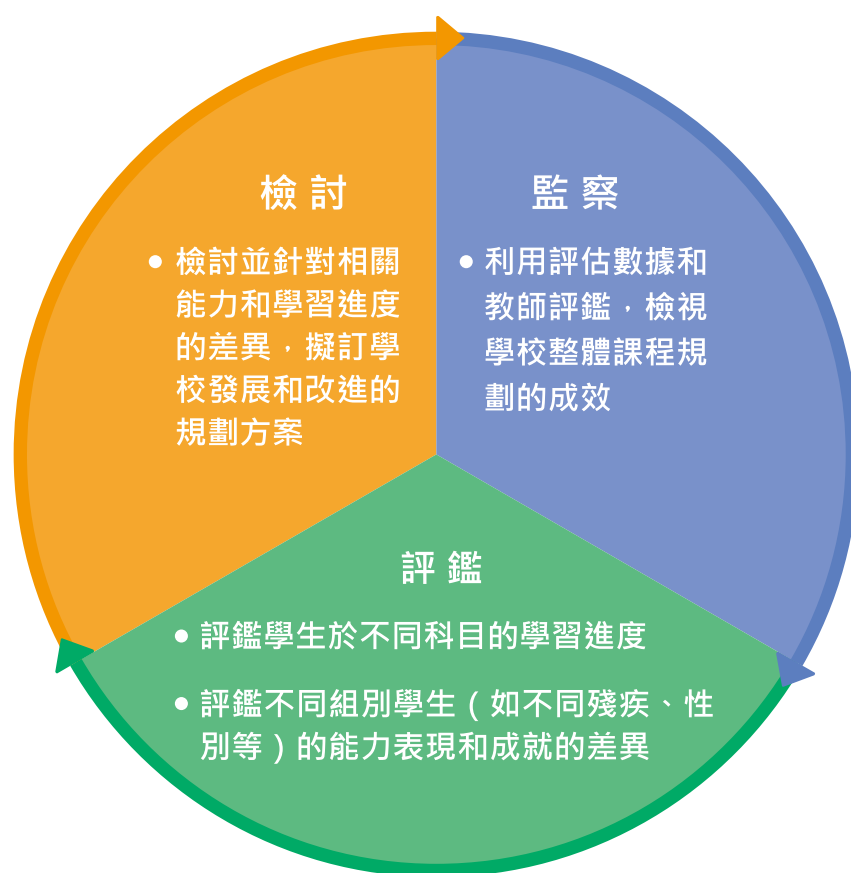 檢討
• 檢討並針對相關
能力和學習進度
的差異，擬訂學
校發展和改進的
規劃方案
監察
• 利用評估數據和
教師評鑑，檢視
學校整體課程規
劃的成效
評鑑
• 評鑑學生於不同科目的學習進度
• 評鑑不同組別學生（如不同殘疾、性
別等）的能力表現和成就的差異